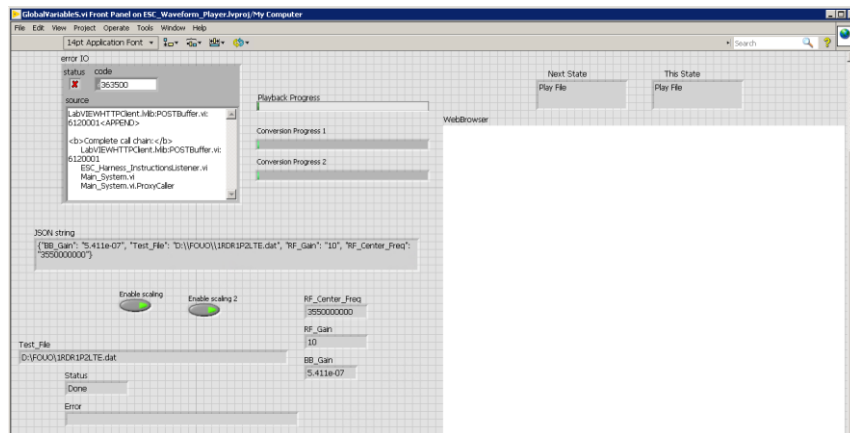 GlobalVariableS.vi Front Panel on ESC_Waveform_Player.lvproj/My Computer
File Edit View Project Operate Tools Window Help
14pt Application Font
Search
error IO
status code
363500
source
LabVIEWHTTPClient.lvlib:POSTBuffer.vi:
6120001<APPEND>
<b>Complete call chain:</b>
LabVIEWHTTPClient.lvlib:POSTBuffer.vi:
6120001
ESC_Harness_InstructionsListener.vi
Main_System.vi
Main_System.vi.ProxyCaller
Playback Progress
Conversion Progress 1
Conversion Progress 2
Next State
Play File
This State
Play File
WebBrowser
JSON string
{"BB_Gain": "5.411e-07", "Test_File": "D:\\FOUO\\1RDR1P2LTE.dat", "RF_Gain": "10", "RF_Center_Freq":
"3550000000"}
Enable scaling
Enable scaling 2
RF_Center_Freq
3550000000
RF_Gain
10
BB_Gain
5.411e-07
Test_File
D:\FOUO\1RDR1P2LTE.dat
Status
Done
Error